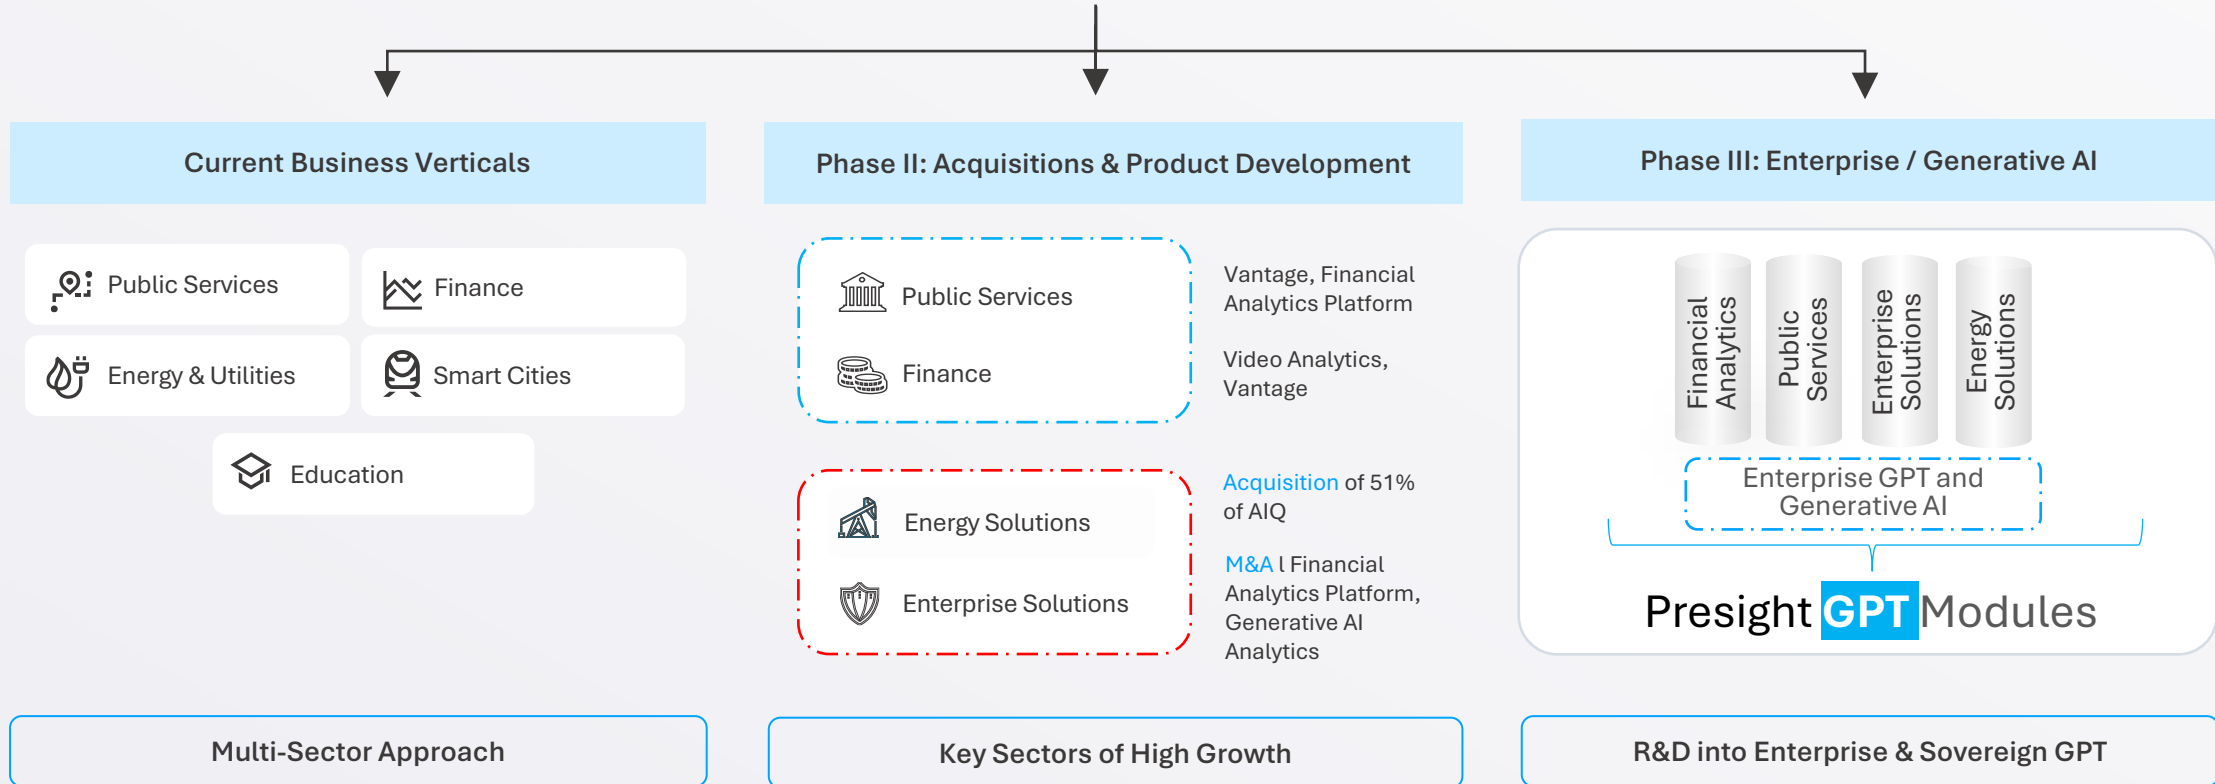 Current Business Verticals
Public Services
Finance
Energy & Utilities
Smart Cities
Education
Multi-Sector Approach
Phase II: Acquisitions & Product Development
Public Services
Finance
Vantage, Financial
Analytics Platform
Video Analytics,
Vantage
Energy Solutions
Enterprise Solutions
Acquisition of 51%
of AIQ
M&A l Financial
Analytics Platform,
Generative AI
Analytics
Key Sectors of High Growth
Phase III: Enterprise / Generative AI
Financial
Analytics
Public
Services
Enterprise
Solutions
Energy
Solutions
Enterprise GPT and
Generative AI
Presight GPT Modules
R&D into Enterprise & Sovereign GPT